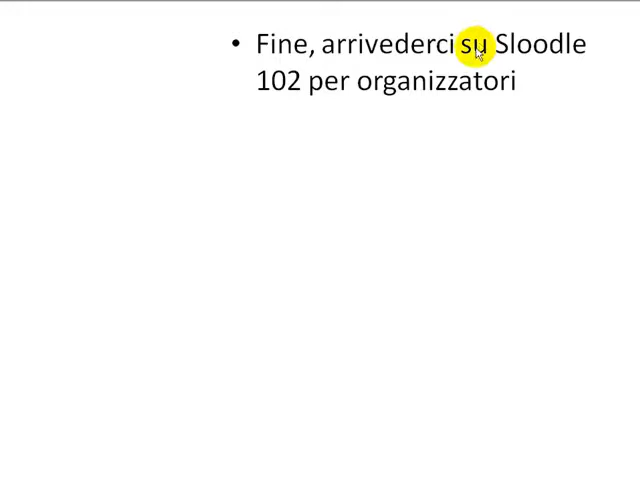 • Fine, arrivederci su Sloodle
102 per organizzatori